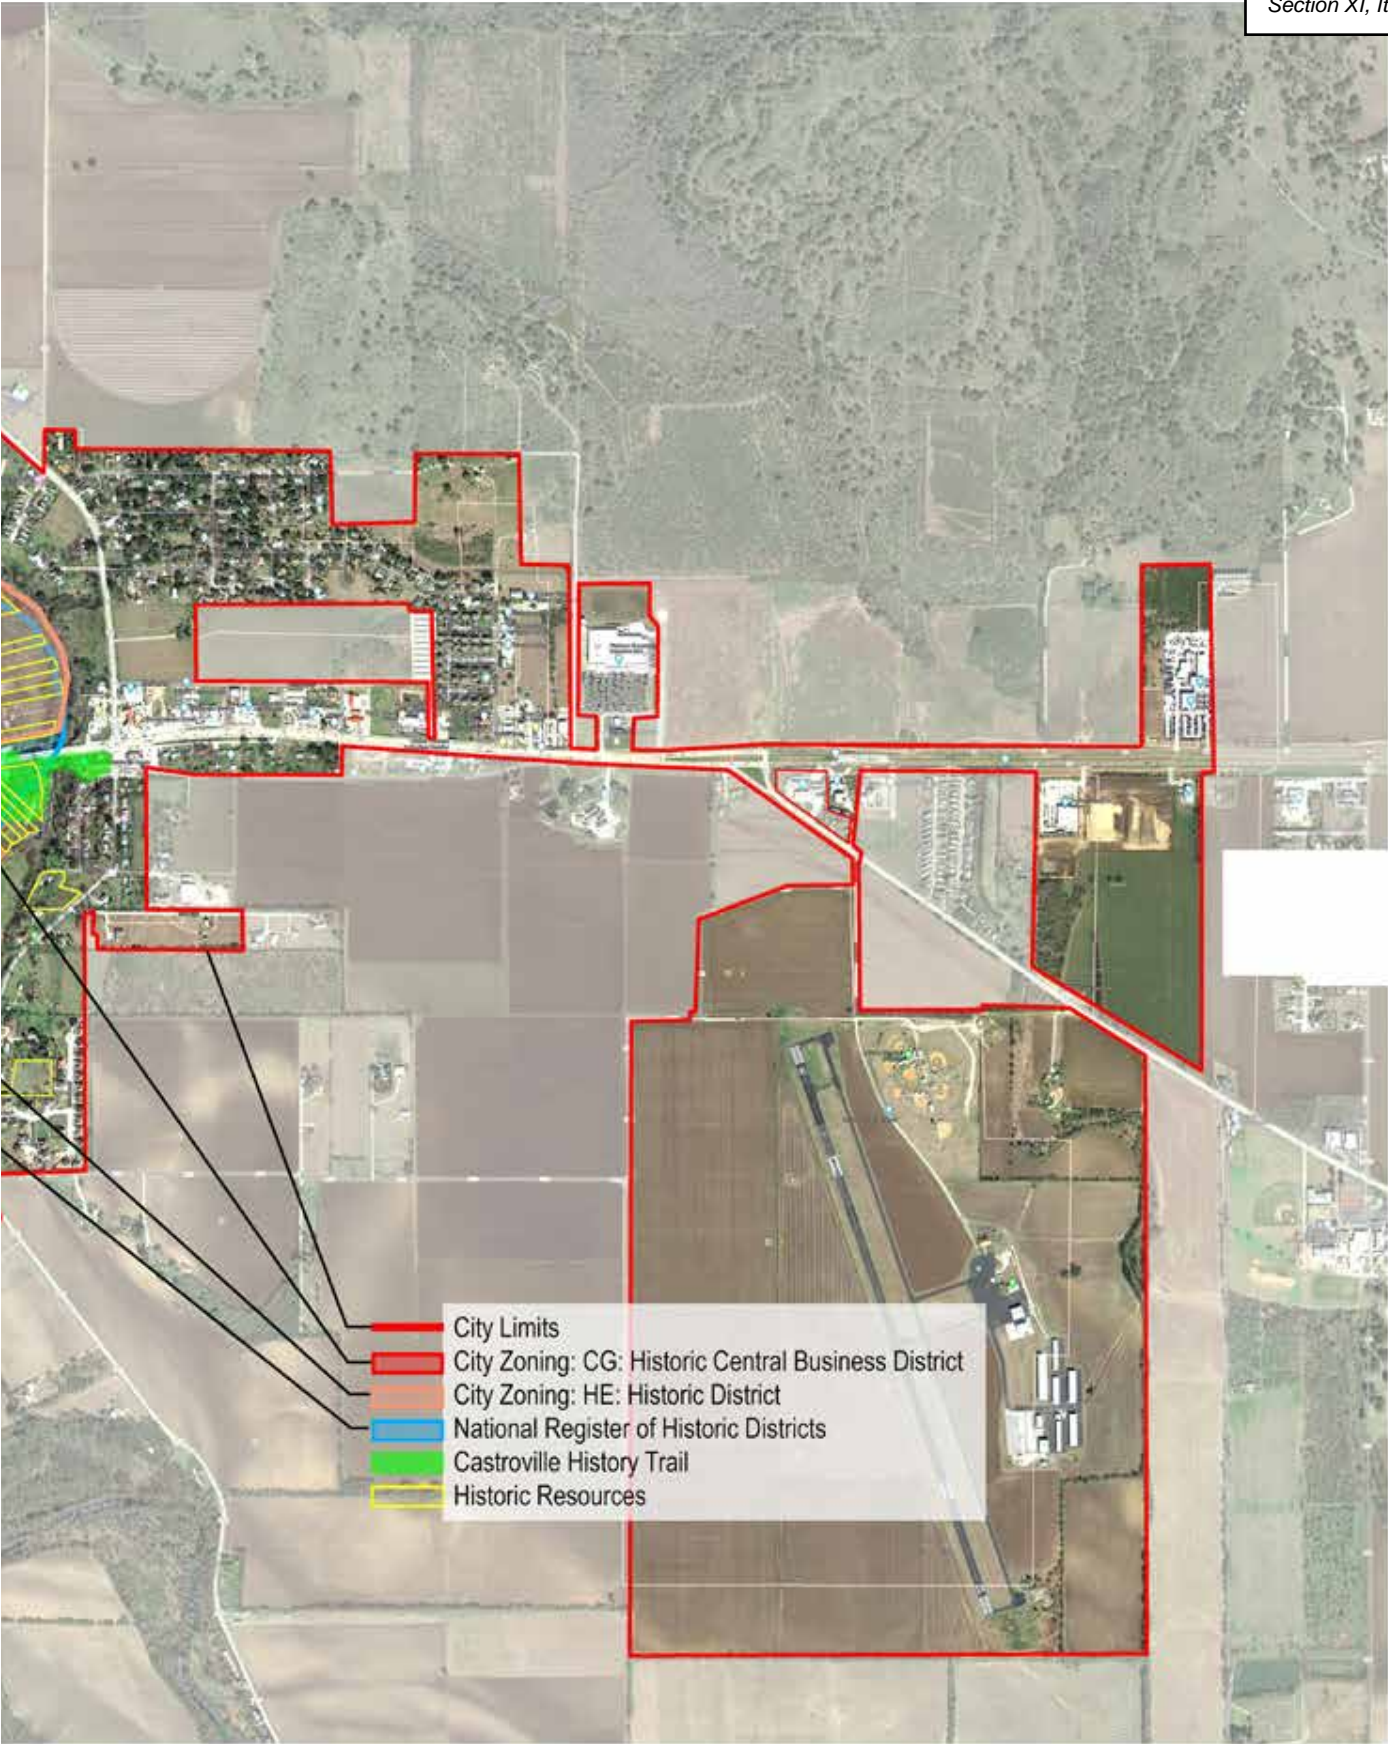 Section XI, It
City Limits
City Zoning: CG: Historic Central Business District
City Zoning: HE: Historic District
National Register of Historic Districts
Castroville History Trail
Historic Resources